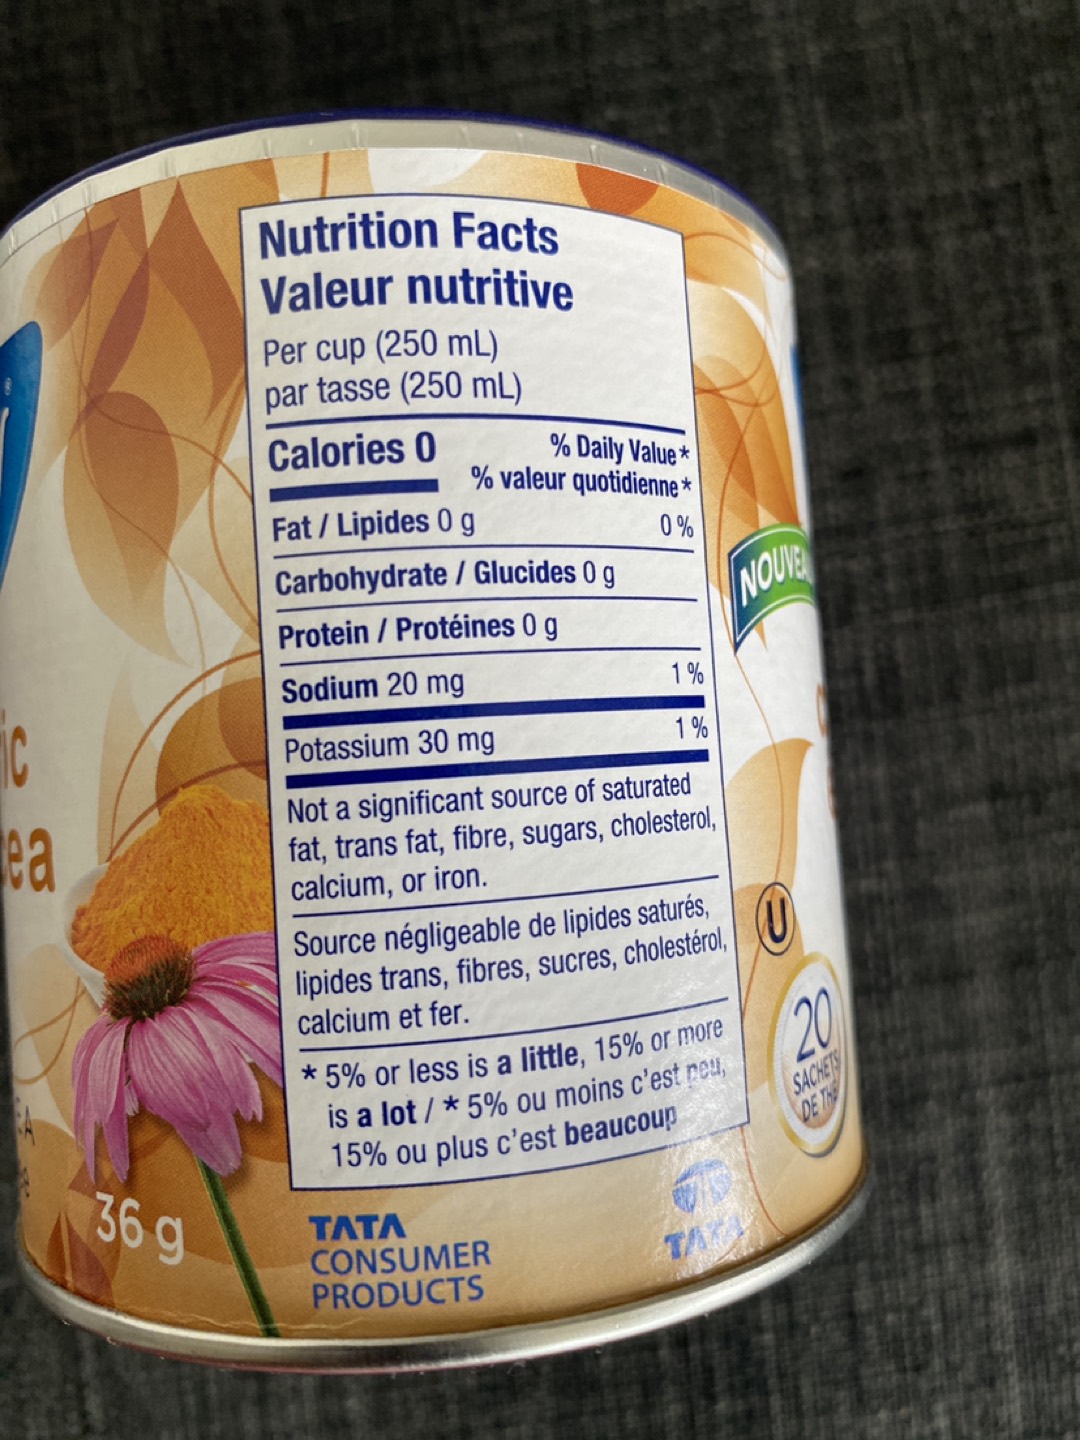 Nutrition Facts
Valeur nutritive
Per cup (250 mL)
par tasse (250 mL)
Calories 0
% Daily Value*
% valeur quotidienne*
Fat / Lipides 0 g 0 %
Carbohydrate / Glucides 0 g
Protein / Protéines 0 g
Sodium 20 mg 1 %
Potassium 30 mg 1 %
Not a significant source of saturated
fat, trans fat, fibre, sugars, cholesterol,
calcium, or iron.
Source négligeable de lipides saturés,
lipides trans, fibres, sucres, cholestérol,
calcium et fer.
* 5% or less is a little, 15% or more
is a lot / * 5% ou moins c'est peu,
15% ou plus c'est beaucoup
36 g
TATA
CONSUMER
PRODUCTS
TATA
U
20
SACHETS
DE THÉ